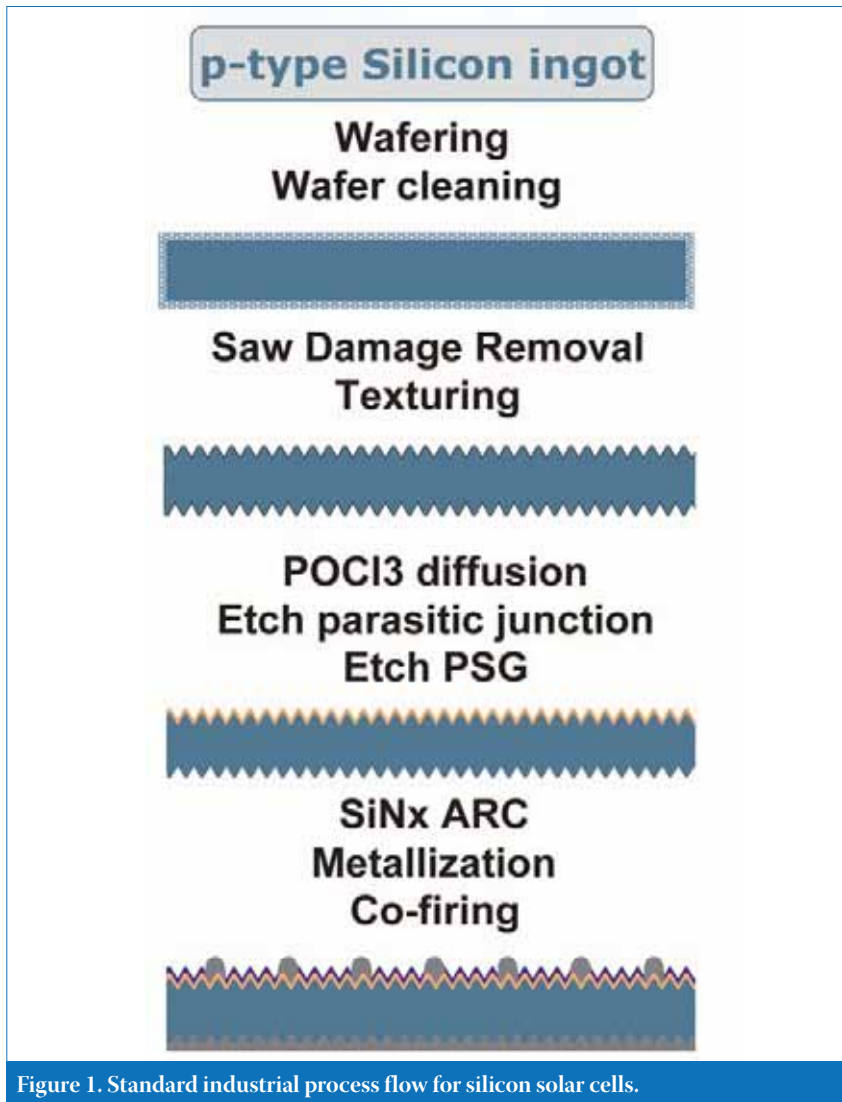 p-type Silicon ingot
Wafering
Wafer cleaning
Saw Damage Removal
Texturing
POCl3 diffusion
Etch parasitic junction
Etch PSG
SiNx ARC
Metallization
Co-firing
Figure 1. Standard industrial process flow for silicon solar cells.